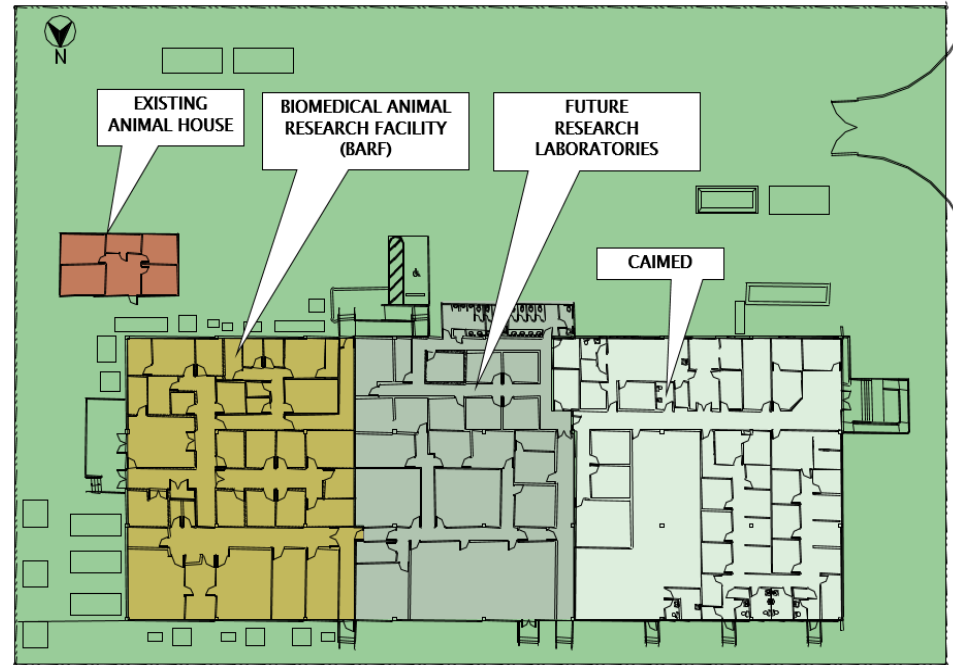 N
EXISTING
ANIMAL HOUSE
BIOMEDICAL ANIMAL
RESEARCH FACILITY
(BARF)
FUTURE
RESEARCH
LABORATORIES
CAIMED